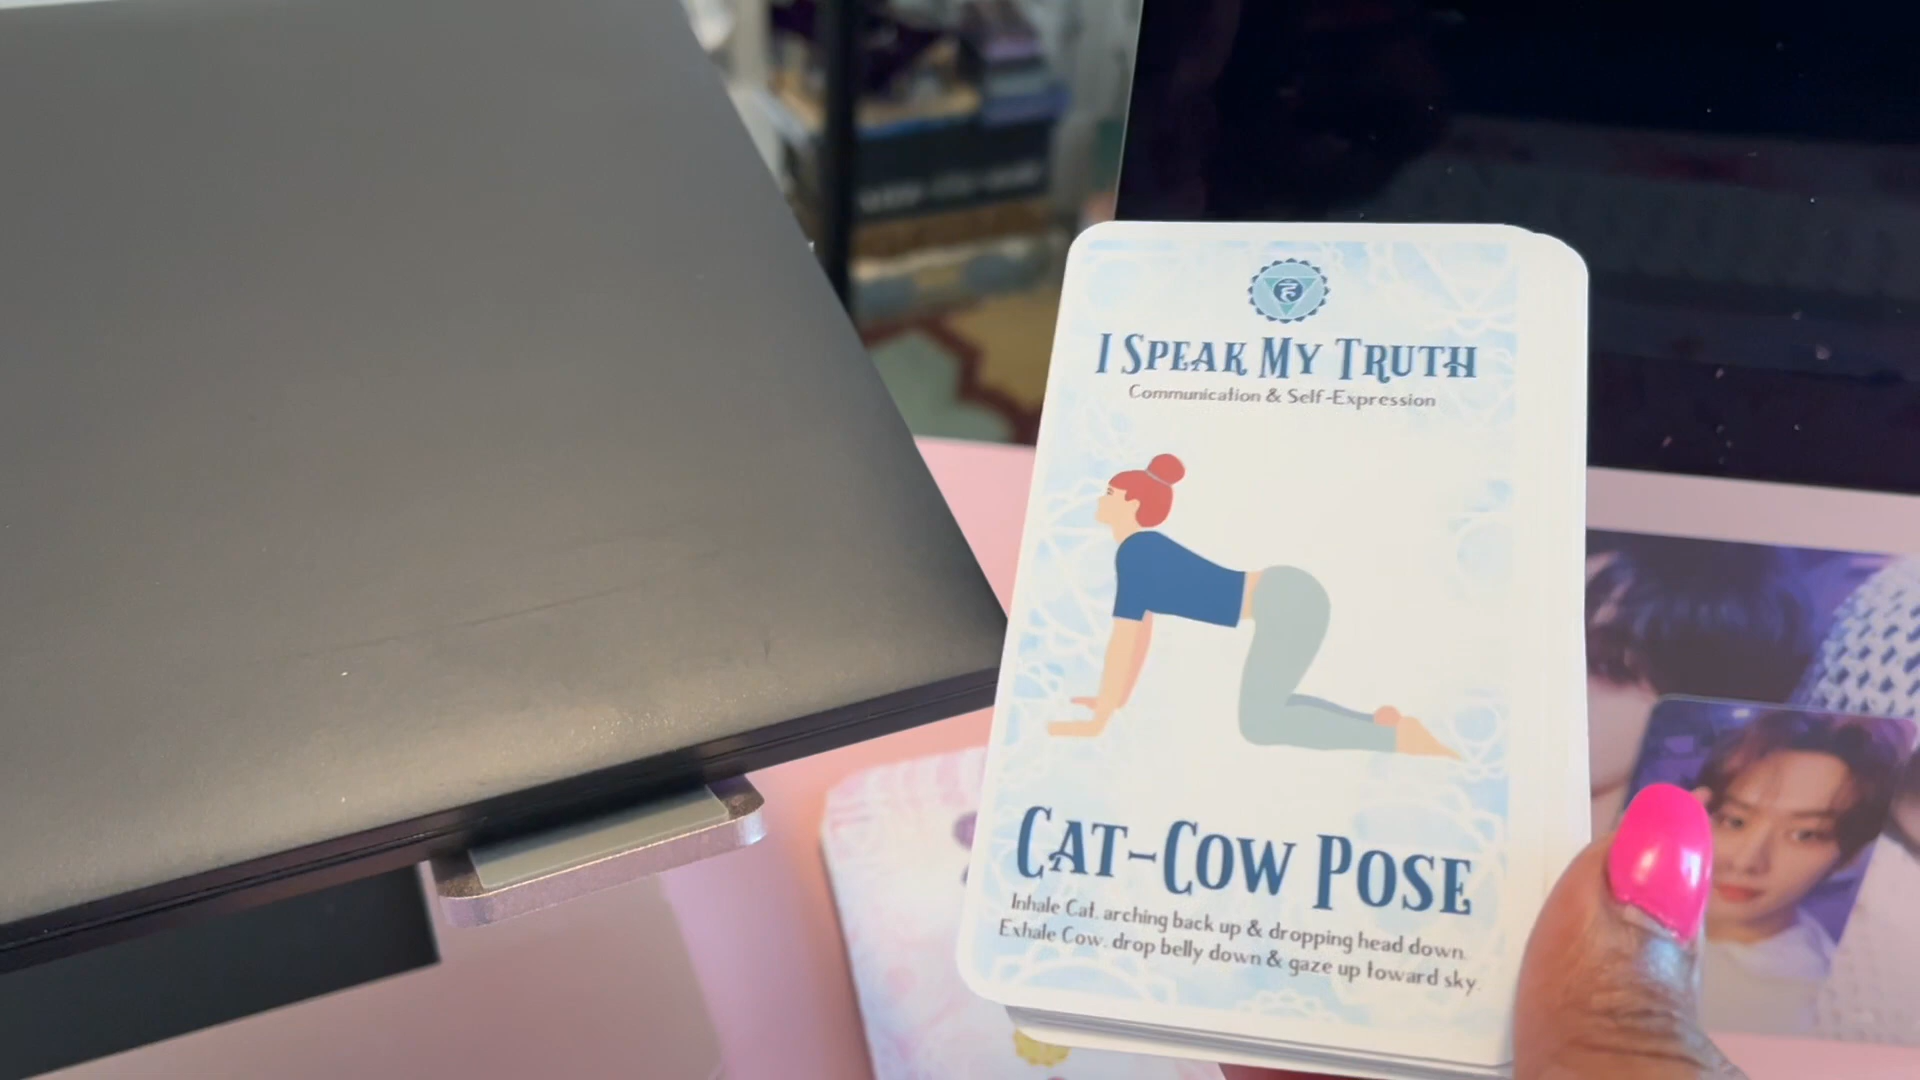 I SPEAK MY TRUTH
Communication & Self-Expression
CAT-COW POSE
Inhale Cat, arching back up & dropping head down.
Exhale Cow, drop belly down & gaze up toward sky.